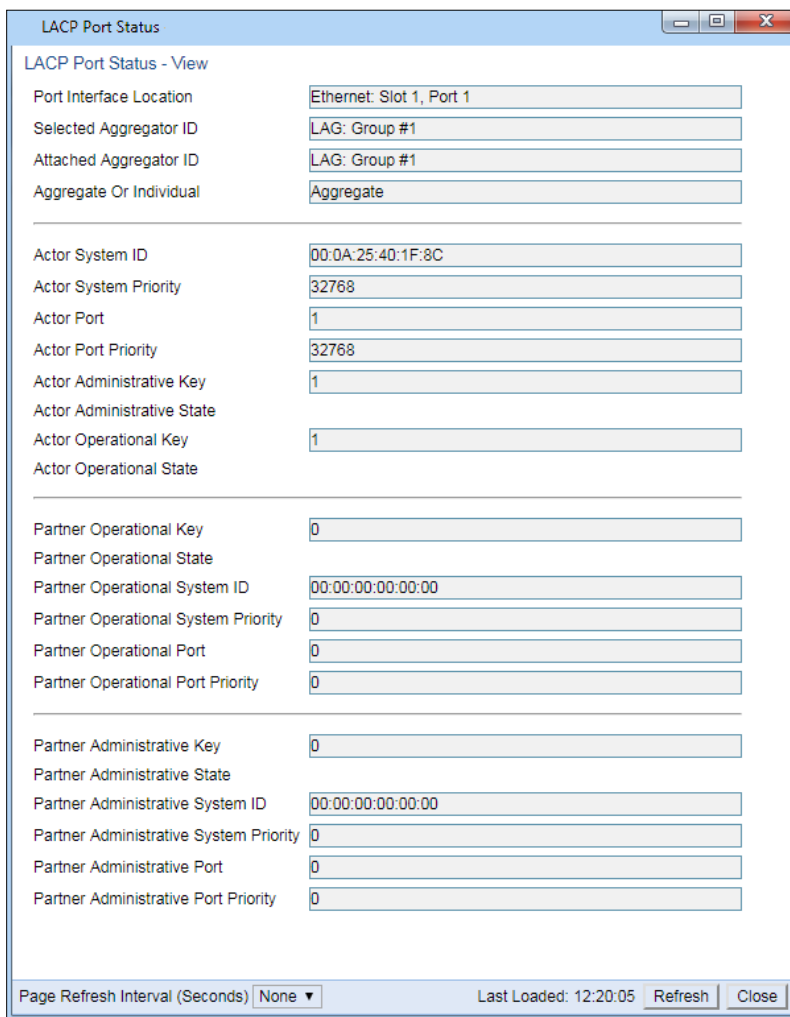 LACP Port Status
LACP Port Status - View
Port Interface Location Ethernet: Slot 1, Port 1
Selected Aggregator ID LAG: Group #1
Attached Aggregator ID LAG: Group #1
Aggregate Or Individual Aggregate
Actor System ID 00:0A:25:40:1F:8C
Actor System Priority 32768
Actor Port 1
Actor Port Priority 32768
Actor Administrative Key 1
Actor Administrative State
Actor Operational Key 1
Actor Operational State
Partner Operational Key 0
Partner Operational State
Partner Operational System ID 00:00:00:00:00:00
Partner Operational System Priority 0
Partner Operational Port 0
Partner Operational Port Priority 0
Partner Administrative Key 0
Partner Administrative State
Partner Administrative System ID 00:00:00:00:00:00
Partner Administrative System Priority 0
Partner Administrative Port 0
Partner Administrative Port Priority 0
Page Refresh Interval (Seconds) None ▼ Last Loaded: 12:20:05 Refresh Close